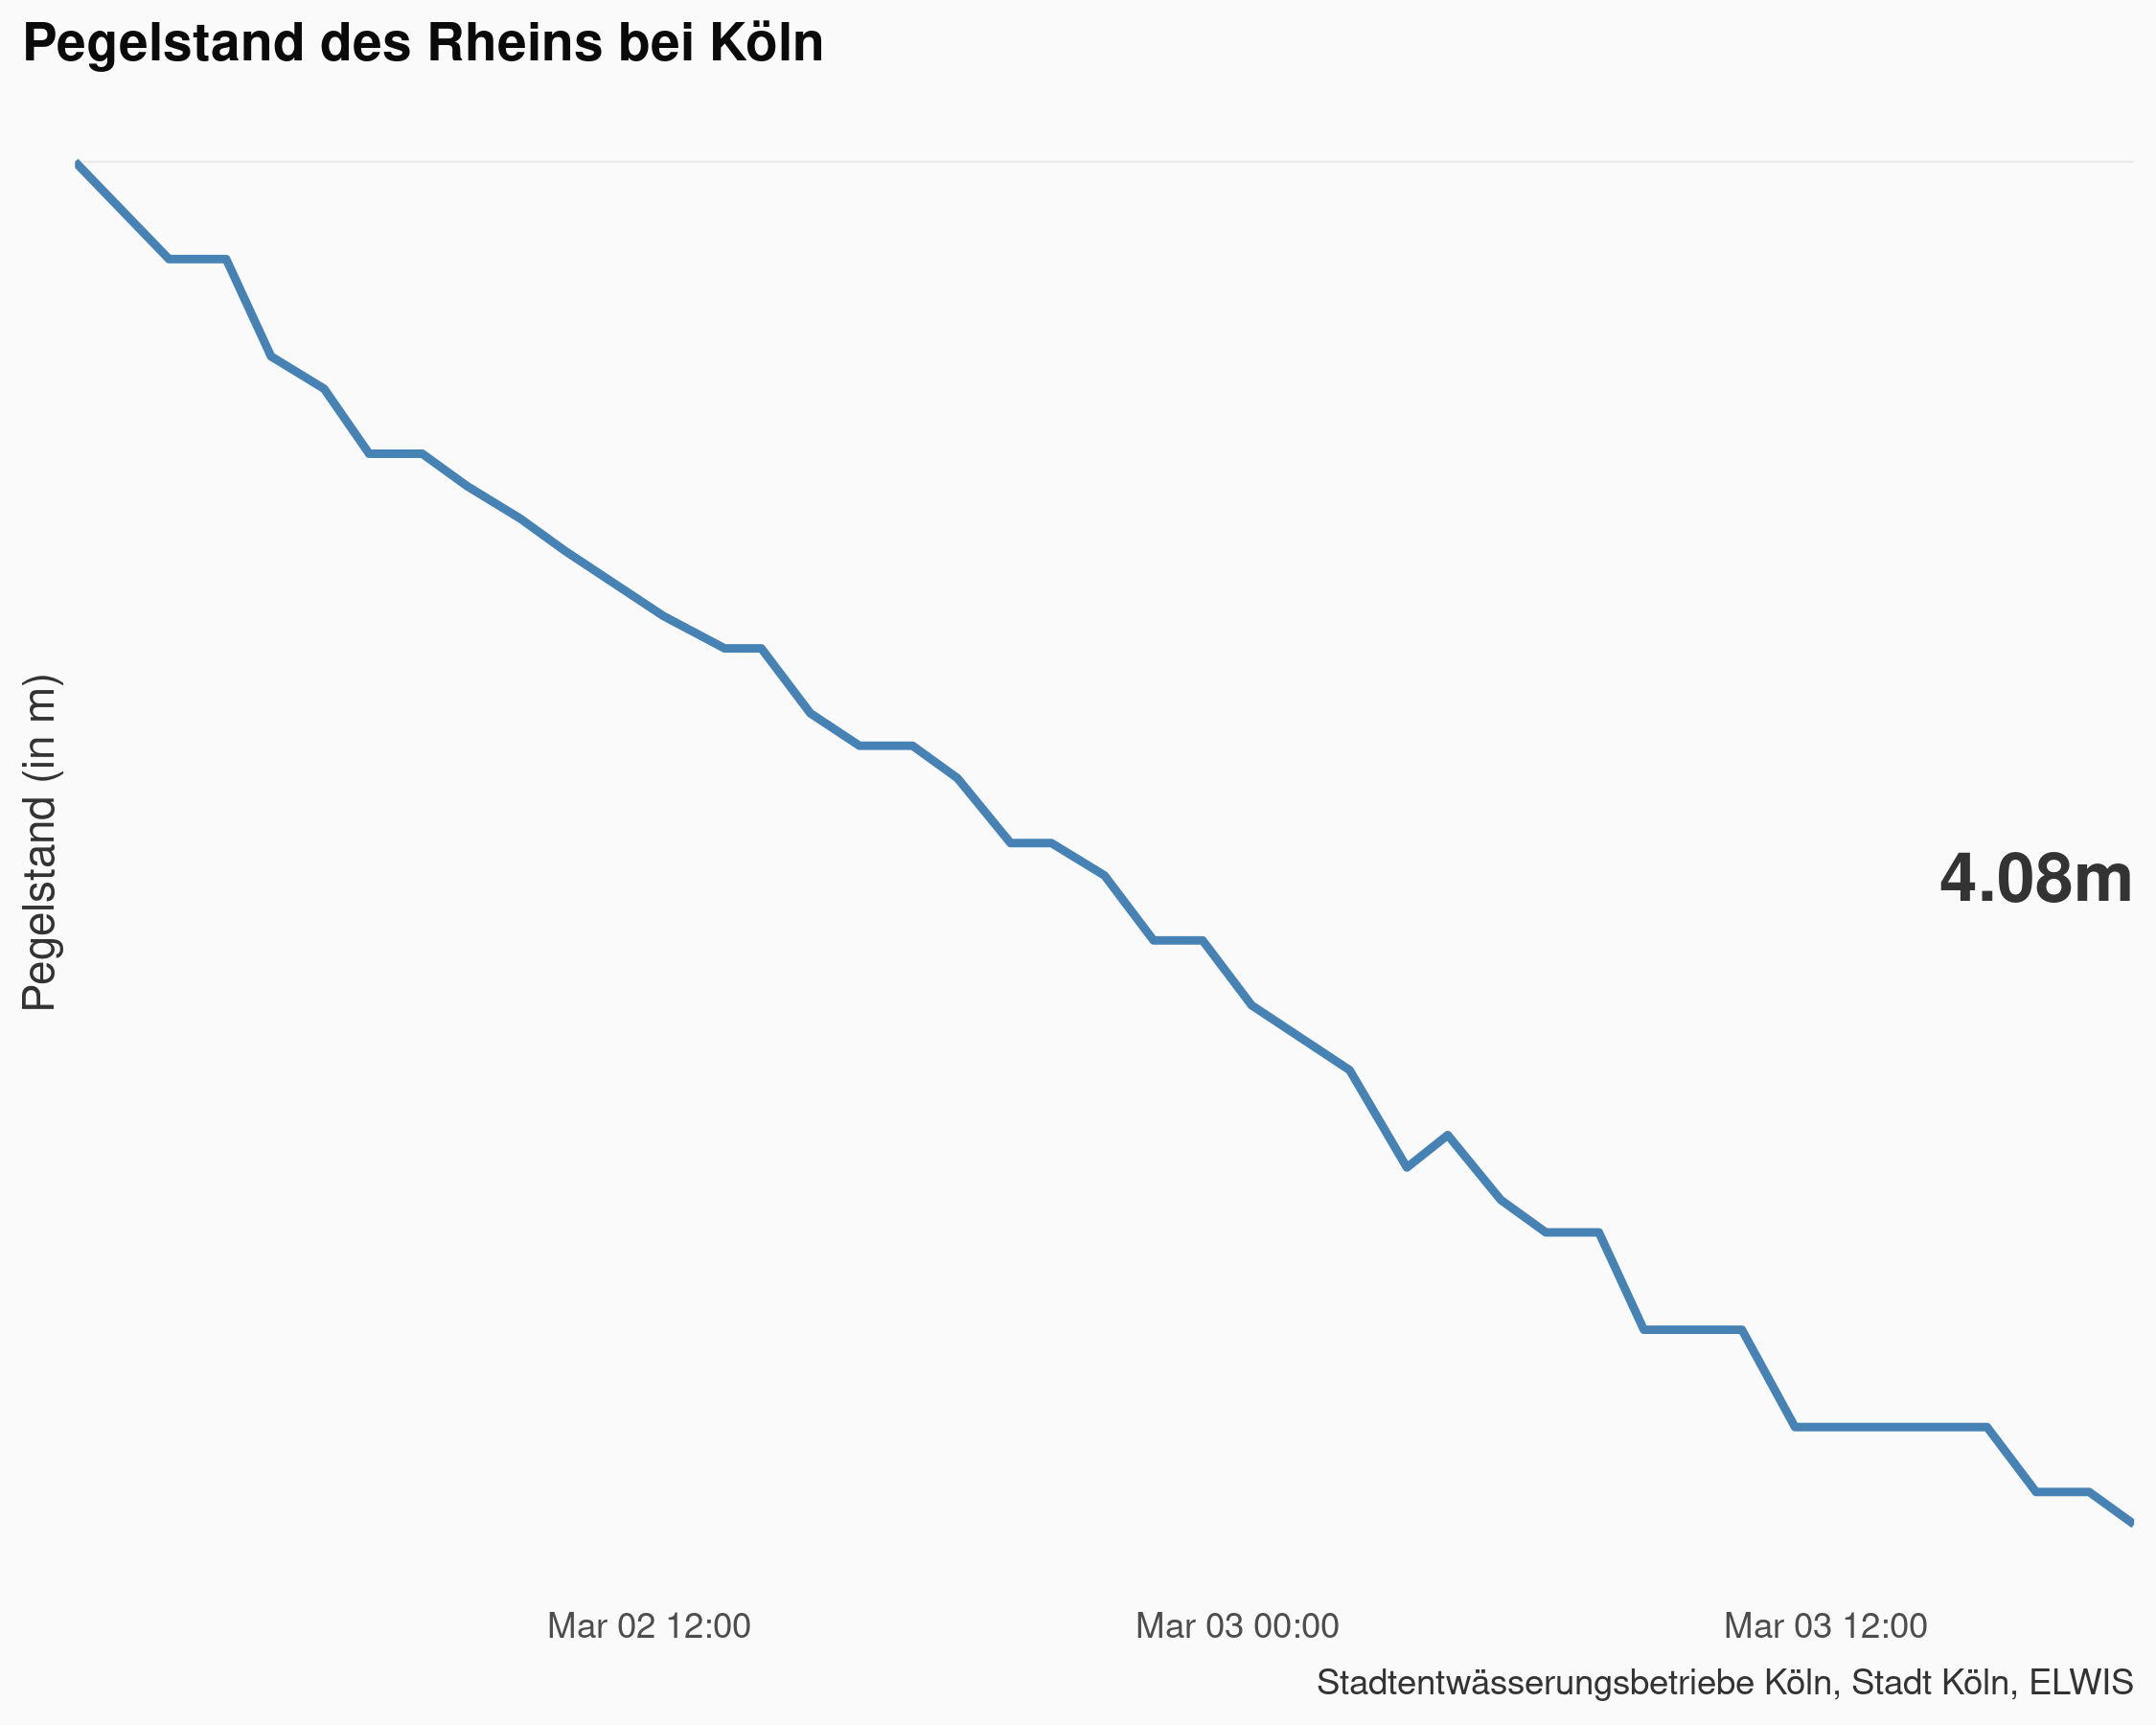 Pegelstand des Rheins bei Köln
Pegelstand (in m)
4.08m
Mar 02 12:00
Mar 03 00:00
Mar 03 12:00
Stadtentwässerungsbetriebe Köln, Stadt Köln, ELWIS